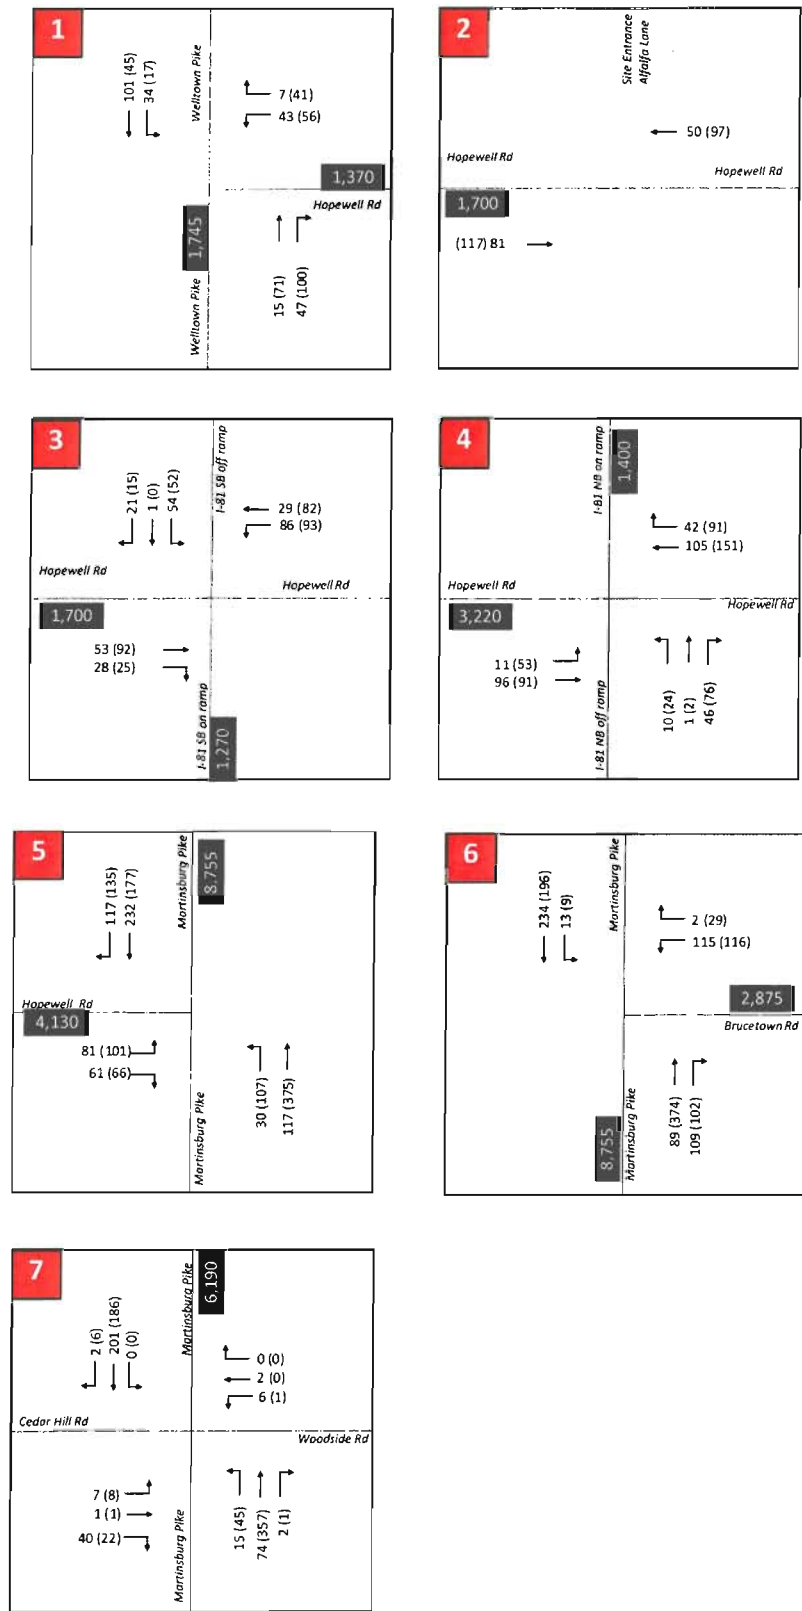 1
101 (45)
34 (17)
Welltown Pike
7 (41)
43 (56)
1,370
Hopewell Rd
1,745
Welltown Pike
15 (71)
47 (100)
2
Site Entrance
Alfalfa Lane
50 (97)
Hopewell Rd
Hopewell Rd
1,700
(117) 81
3
21 (15)
1 (0)
54 (52)
I-81 SB off ramp
29 (82)
86 (93)
Hopewell Rd
Hopewell Rd
1,700
53 (92)
28 (25)
I-81 SB on ramp
1,270
4
I-81 NB on ramp
1,400
42 (91)
105 (151)
Hopewell Rd
Hopewell Rd
3,220
11 (53)
96 (91)
I-81 NB off ramp
10 (24)
1 (2)
46 (76)
5
117 (135)
232 (177)
Martinsburg Pike
8,755
Hopewell Rd
4,130
81 (101)
61 (66)
Martinsburg Pike
30 (107)
117 (375)
6
234 (196)
13 (9)
Martinsburg Pike
2 (29)
115 (116)
2,875
Brucetown Rd
8,755
Martinsburg Pike
89 (374)
109 (102)
7
2 (6)
201 (186)
0 (0)
Martinsburg Pike
6,190
0 (0)
2 (0)
6 (1)
Cedar Hill Rd
Woodside Rd
7 (8)
1 (1)
40 (22)
Martinsburg Pike
15 (45)
74 (357)
2 (1)